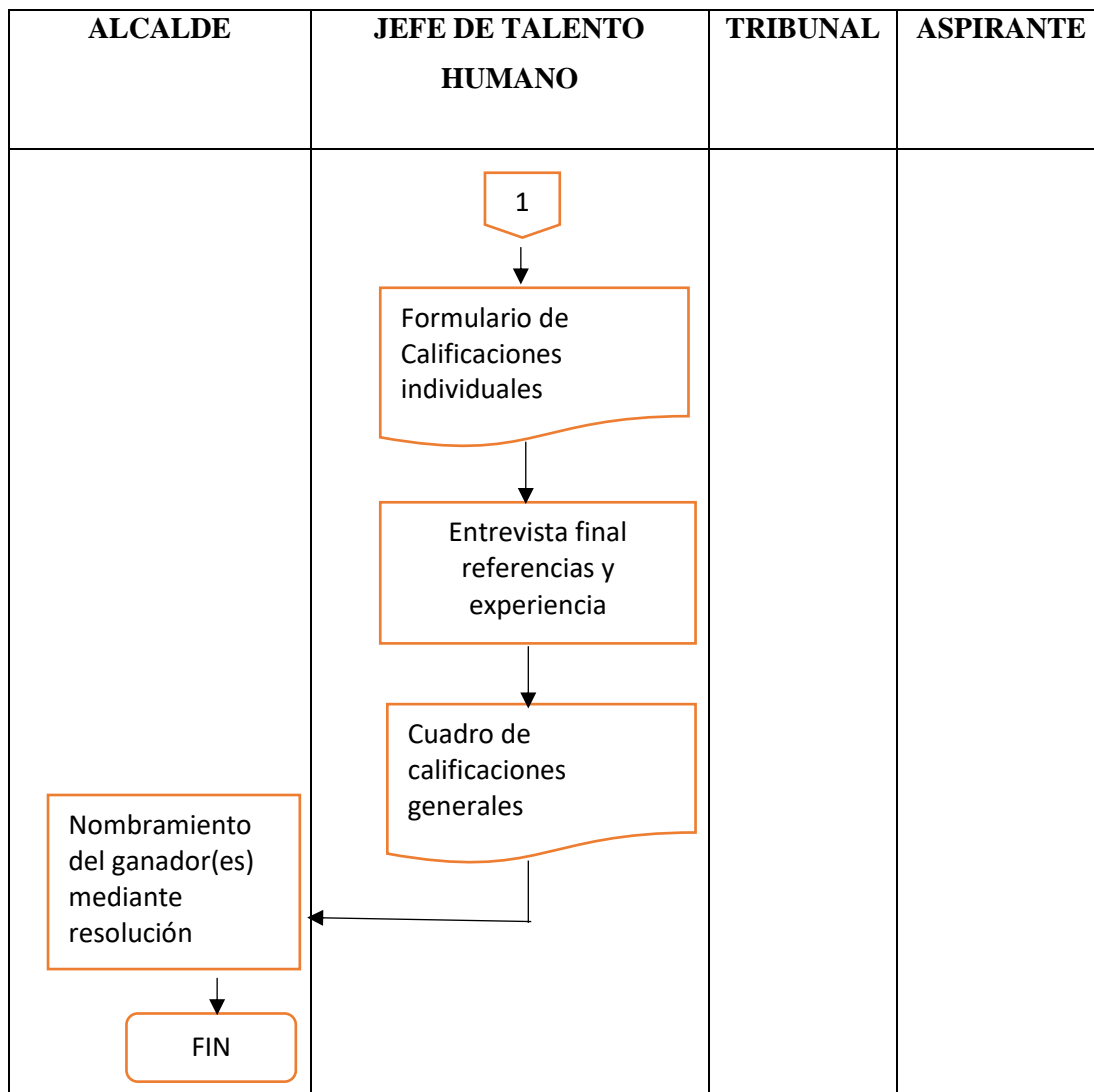 ALCALDE
JEFE DE TALENTO
HUMANO
TRIBUNAL
ASPIRANTE
1
Formulario de
Calificaciones
individuales
Entrevista final
referencias y
experiencia
Cuadro de
calificaciones
generales
Nombramiento
del ganador(es)
mediante
resolución
FIN